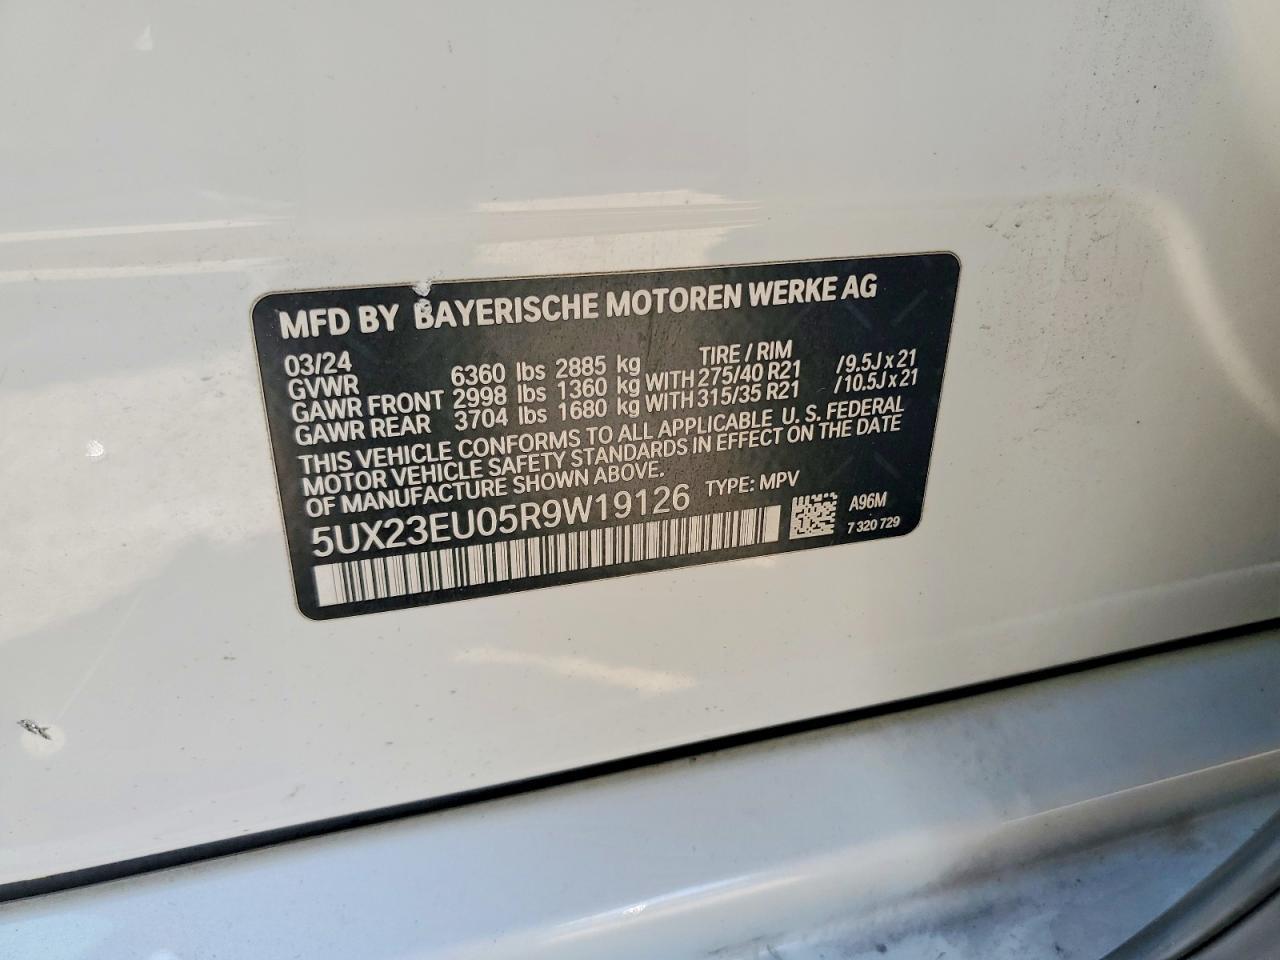 MFD BY BAYERISCHE MOTOREN WERKE AG
03/24 TIRE / RIM
GVWR 6360 lbs 2885 kg
GAWR FRONT 2998 lbs 1360 kg WITH 275/40 R21 /9.5J x 21
GAWR REAR 3704 lbs 1680 kg WITH 315/35 R21 /10.5J x 21
THIS VEHICLE CONFORMS TO ALL APPLICABLE U. S. FEDERAL
MOTOR VEHICLE SAFETY STANDARDS IN EFFECT ON THE DATE
OF MANUFACTURE SHOWN ABOVE.
5UX23EU05R9W19126 TYPE: MPV
A96M
7 320 729